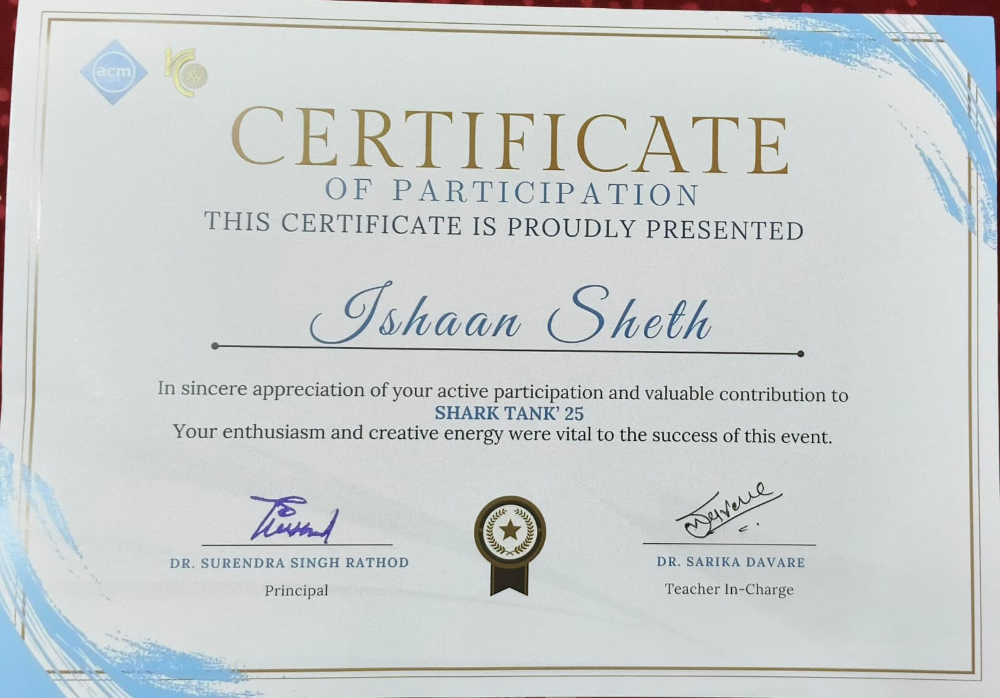 acm
CERTIFICATE
OF PARTICIPATION
THIS CERTIFICATE IS PROUDLY PRESENTED
Ishaan Sheth
In sincere appreciation of your active participation and valuable contribution to
SHARK TANK' 25
Your enthusiasm and creative energy were vital to the success of this event.
DR. SURENDRA SINGH RATHOD
Principal
DR. SARIKA DAVARE
Teacher In-Charge